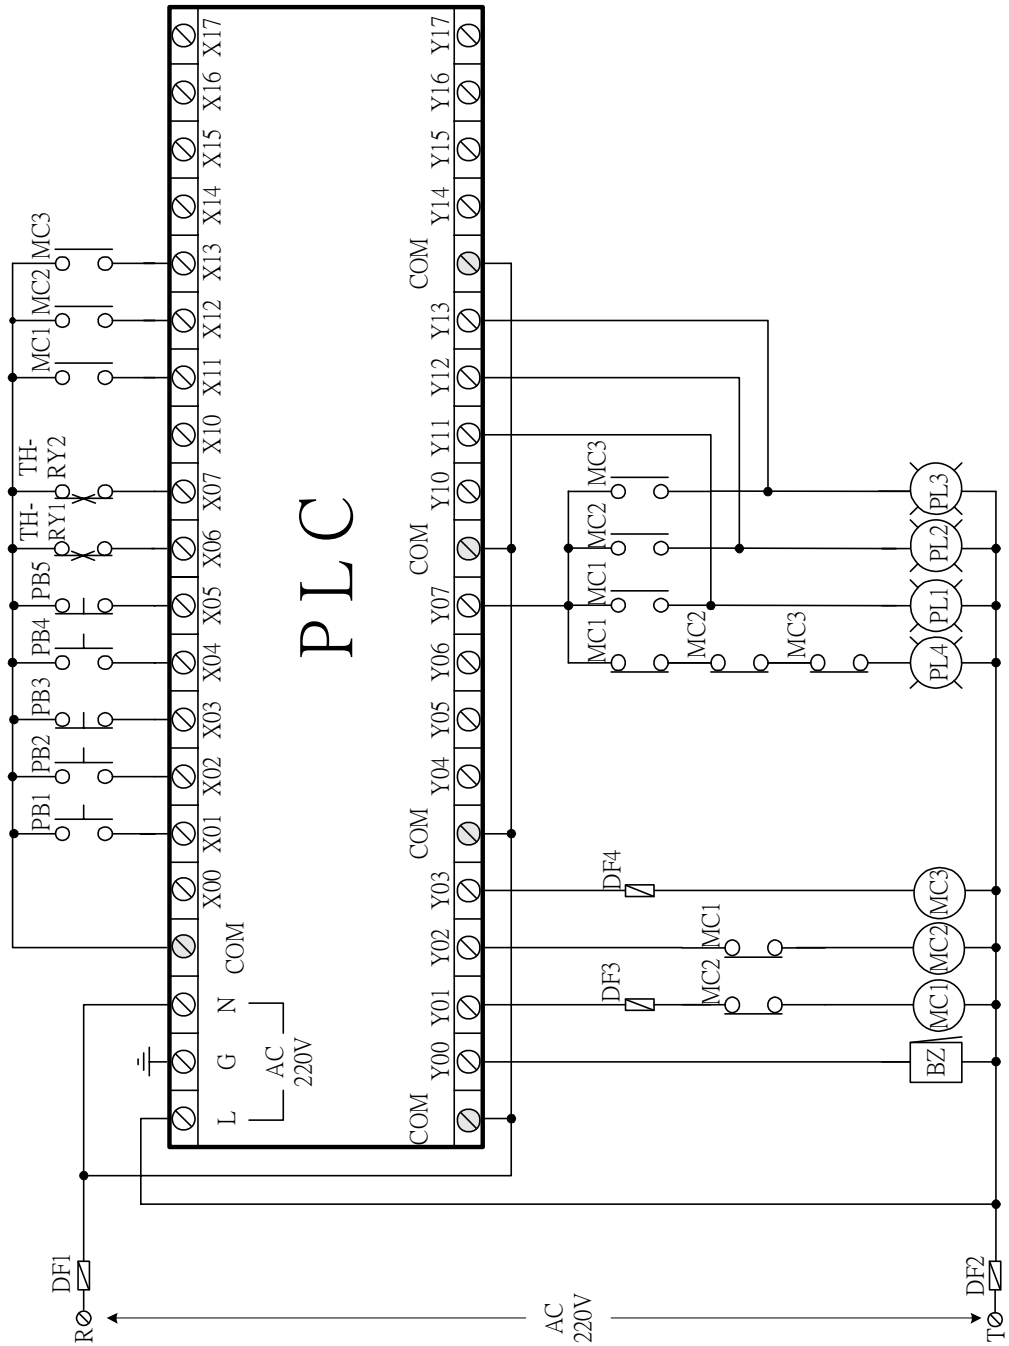 R
DF1
AC
220V
T
DF2
PB1
PB2
PB3
PB4
PB5
TH-
RY1
TH-
RY2
MC1
MC2
MC3
L
G
N
AC
220V
COM
X00
X01
X02
X03
X04
X05
X06
X07
X10
X11
X12
X13
X14
X15
X16
X17
PLC
COM
Y00
Y01
Y02
Y03
COM
Y04
Y05
Y06
Y07
COM
Y10
Y11
Y12
Y13
COM
Y14
Y15
Y16
Y17
DF3
DF4
MC2
MC1
MC1
MC1
MC2
MC3
MC2
MC3
BZ
MC1
MC2
MC3
PL4
PL1
PL2
PL3